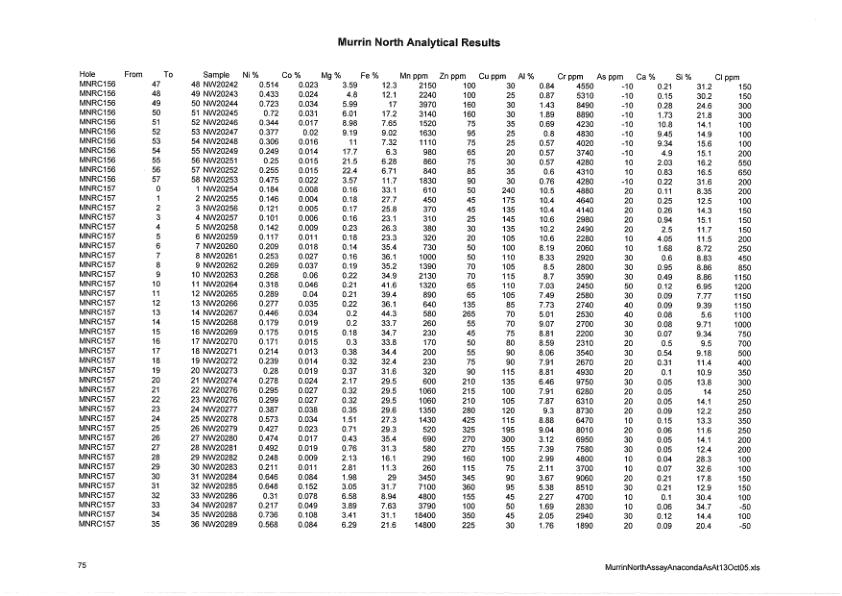 Murrin North Analytical Results
Hole From To Sample Ni % Co % Mg % Fe % Mn ppm Zn ppm Cu ppm Al % Cr ppm As ppm Ca % Si % Cl ppm
MNRC156 47 48 NW20242 0.514 0.023 3.59 12.3 2150 100 30 0.84 4550 -10 0.21 31.2 150
MNRC156 48 49 NW20243 0.433 0.024 4.8 12.1 2240 100 25 0.87 5310 -10 0.15 30.2 150
MNRC156 49 50 NW20244 0.723 0.034 5.99 17 3970 160 30 1.43 8490 -10 0.28 24.6 300
MNRC156 50 51 NW20245 0.72 0.031 6.01 17.2 3140 160 30 1.89 8890 -10 1.73 21.8 300
MNRC156 51 52 NW20246 0.344 0.017 8.98 7.65 1520 75 35 0.69 4230 -10 10.8 14.1 100
MNRC156 52 53 NW20247 0.377 0.02 9.19 9.02 1630 95 25 0.8 4830 -10 9.45 14.9 100
MNRC156 53 54 NW20248 0.306 0.016 11 7.32 1110 75 25 0.57 4020 -10 9.34 15.6 100
MNRC156 54 55 NW20249 0.249 0.014 17.7 6.3 980 65 20 0.57 3740 -10 4.9 15.1 200
MNRC156 55 56 NW20251 0.25 0.015 21.5 6.28 860 75 30 0.57 4280 10 2.03 16.2 550
MNRC156 56 57 NW20252 0.255 0.015 22.4 6.71 840 85 35 0.6 4310 10 0.83 16.5 650
MNRC156 57 58 NW20253 0.475 0.022 3.57 11.7 1830 90 30 0.76 4280 -10 0.22 31.6 200
MNRC157 0 1 NW20254 0.184 0.008 0.16 33.1 610 50 240 10.5 4880 20 0.11 8.35 200
MNRC157 1 2 NW20255 0.146 0.004 0.18 27.7 450 45 175 10.4 4640 20 0.25 12.5 100
MNRC157 2 3 NW20256 0.121 0.005 0.17 25.8 370 45 135 10.4 4140 20 0.26 14.3 150
MNRC157 3 4 NW20257 0.101 0.006 0.16 23.1 310 25 145 10.6 2980 20 0.94 15.1 150
MNRC157 4 5 NW20258 0.142 0.009 0.23 26.3 380 30 135 10.2 2490 20 2.5 11.7 150
MNRC157 5 6 NW20259 0.117 0.011 0.18 23.3 320 20 105 10.6 2280 10 4.05 11.5 200
MNRC157 6 7 NW20260 0.209 0.018 0.14 35.4 730 50 100 8.19 2060 10 1.68 8.72 250
MNRC157 7 8 NW20261 0.253 0.027 0.16 36.1 1000 50 110 8.33 2920 30 0.6 8.83 450
MNRC157 8 9 NW20262 0.269 0.037 0.19 35.2 1390 70 105 8.5 2800 30 0.95 8.86 850
MNRC157 9 10 NW20263 0.268 0.06 0.22 34.9 2130 70 115 8.7 3590 30 0.49 8.86 1150
MNRC157 10 11 NW20264 0.318 0.046 0.21 41.6 1320 65 110 7.03 2450 50 0.12 6.95 1200
MNRC157 11 12 NW20265 0.289 0.04 0.21 39.4 890 65 105 7.49 2580 30 0.09 7.77 1150
MNRC157 12 13 NW20266 0.277 0.035 0.22 36.1 640 135 85 7.73 2740 40 0.09 9.39 1150
MNRC157 13 14 NW20267 0.446 0.034 0.2 44.3 580 265 70 5.01 2530 40 0.08 5.6 1100
MNRC157 14 15 NW20268 0.179 0.019 0.2 33.7 260 55 70 9.07 2700 30 0.08 9.71 1000
MNRC157 15 16 NW20269 0.175 0.015 0.18 34.7 230 45 75 8.81 2200 30 0.07 9.34 750
MNRC157 16 17 NW20270 0.171 0.015 0.3 33.8 170 50 80 8.59 2310 20 0.5 9.5 700
MNRC157 17 18 NW20271 0.214 0.013 0.38 34.4 200 55 90 8.06 3540 30 0.54 9.18 500
MNRC157 18 19 NW20272 0.239 0.014 0.32 32.4 230 75 90 7.91 2670 20 0.31 11.4 400
MNRC157 19 20 NW20273 0.28 0.019 0.37 31.6 320 90 115 8.81 4930 20 0.1 10.9 350
MNRC157 20 21 NW20274 0.278 0.024 2.17 29.5 600 210 135 6.46 9750 30 0.05 13.8 300
MNRC157 21 22 NW20276 0.295 0.027 0.32 29.5 1060 215 100 7.91 6280 20 0.05 14 250
MNRC157 22 23 NW20276 0.299 0.027 0.32 29.5 1060 210 105 7.87 6310 20 0.05 14.1 250
MNRC157 23 24 NW20277 0.387 0.038 0.35 29.6 1350 280 120 9.3 8730 20 0.09 12.2 250
MNRC157 24 25 NW20278 0.573 0.034 1.51 27.3 1430 425 115 8.88 6470 10 0.15 13.3 350
MNRC157 25 26 NW20279 0.427 0.023 0.71 29.3 520 325 195 9.04 8010 20 0.06 11.6 250
MNRC157 26 27 NW20280 0.474 0.017 0.43 35.4 690 270 300 3.12 6950 30 0.05 14.1 200
MNRC157 27 28 NW20281 0.492 0.019 0.76 31.3 580 270 155 7.39 7580 30 0.05 12.4 200
MNRC157 28 29 NW20282 0.248 0.009 2.13 16.1 290 160 100 2.99 4800 10 0.04 28.3 100
MNRC157 29 30 NW20283 0.211 0.011 2.81 11.3 260 115 75 2.11 3700 10 0.07 32.6 100
MNRC157 30 31 NW20284 0.646 0.084 1.98 29 3450 345 90 3.67 9060 20 0.21 17.8 150
MNRC157 31 32 NW20285 0.648 0.152 3.05 31.7 7100 360 95 5.38 8510 30 0.21 12.9 150
MNRC157 32 33 NW20286 0.31 0.078 6.58 8.94 4800 155 45 2.27 4700 10 0.1 30.4 100
MNRC157 33 34 NW20287 0.217 0.049 3.89 7.63 3790 100 50 1.69 2830 10 0.06 34.7 -50
MNRC157 34 35 NW20288 0.736 0.108 3.41 31.1 18400 350 45 2.05 2940 30 0.12 14.4 100
MNRC157 35 36 NW20289 0.568 0.084 6.29 21.6 14800 225 30 1.76 1890 20 0.09 20.4 -50
75 MurrinNorthAssayAnacondaAsAt13Oct05.xls